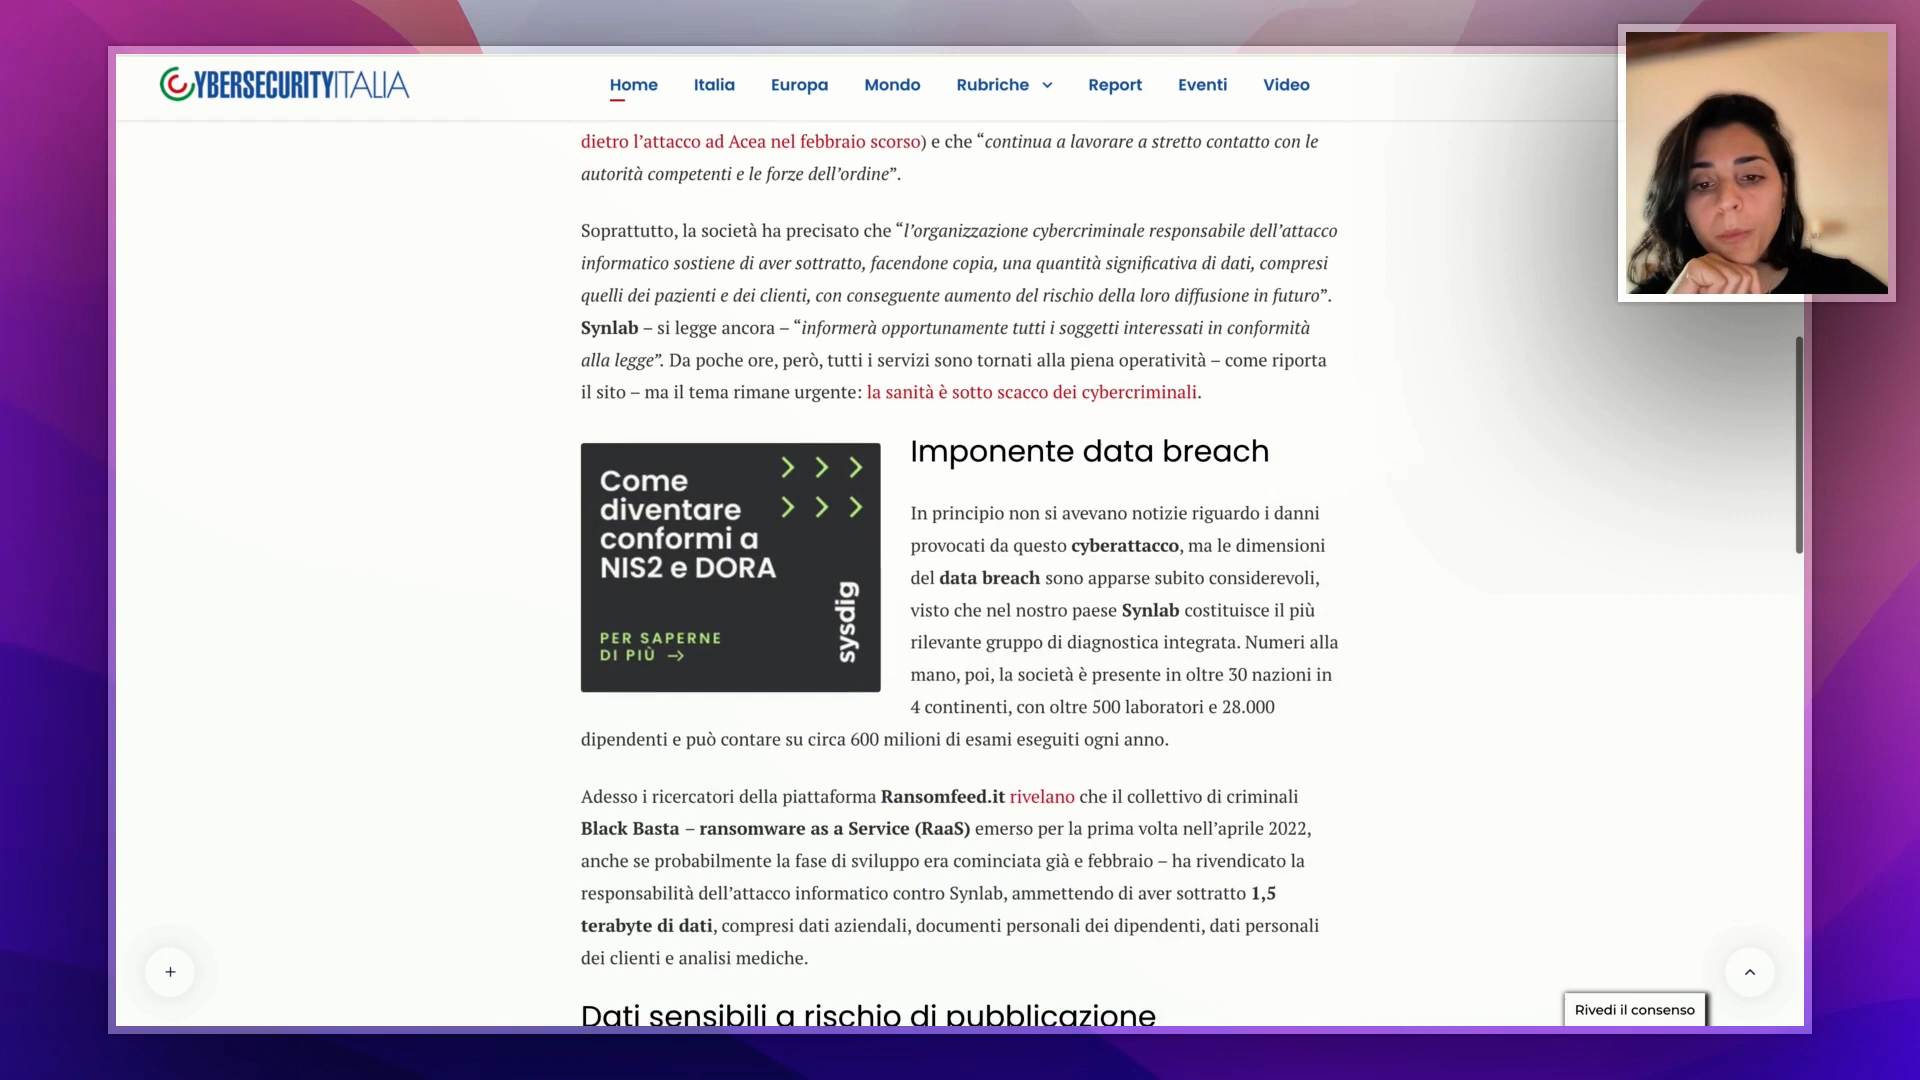 CYBERSECURITYITALIA
Home Italia Europa Mondo Rubriche Report Eventi Video
dietro l’attacco ad Acea nel febbraio scorso) e che “continua a lavorare a stretto contatto con le
autorità competenti e le forze dell’ordine”.
Soprattutto, la società ha precisato che “l’organizzazione cybercriminale responsabile dell’attacco
informatico sostiene di aver sottratto, facendone copia, una quantità significativa di dati, compresi
quelli dei pazienti e dei clienti, con conseguente aumento del rischio della loro diffusione in futuro”.
Synlab – si legge ancora – “informerà opportunamente tutti i soggetti interessati in conformità
alla legge”. Da poche ore, però, tutti i servizi sono tornati alla piena operatività – come riporta
il sito – ma il tema rimane urgente: la sanità è sotto scacco dei cybercriminali.
Come
diventare
conformi a
NIS2 e DORA
PER SAPERNE
DI PIÙ →
sysdig
Imponente data breach
In principio non si avevano notizie riguardo i danni
provocati da questo cyberattacco, ma le dimensioni
del data breach sono apparse subito considerevoli,
visto che nel nostro paese Synlab costituisce il più
rilevante gruppo di diagnostica integrata. Numeri alla
mano, poi, la società è presente in oltre 30 nazioni in
4 continenti, con oltre 500 laboratori e 28.000
dipendenti e può contare su circa 600 milioni di esami eseguiti ogni anno.
Adesso i ricercatori della piattaforma Ransomfeed.it rivelano che il collettivo di criminali
Black Basta – ransomware as a Service (RaaS) emerso per la prima volta nell’aprile 2022,
anche se probabilmente la fase di sviluppo era cominciata già e febbraio – ha rivendicato la
responsabilità dell’attacco informatico contro Synlab, ammettendo di aver sottratto 1,5
terabyte di dati, compresi dati aziendali, documenti personali dei dipendenti, dati personali
dei clienti e analisi mediche.
Dati sensibili a rischio di pubblicazione
Rivedi il consenso